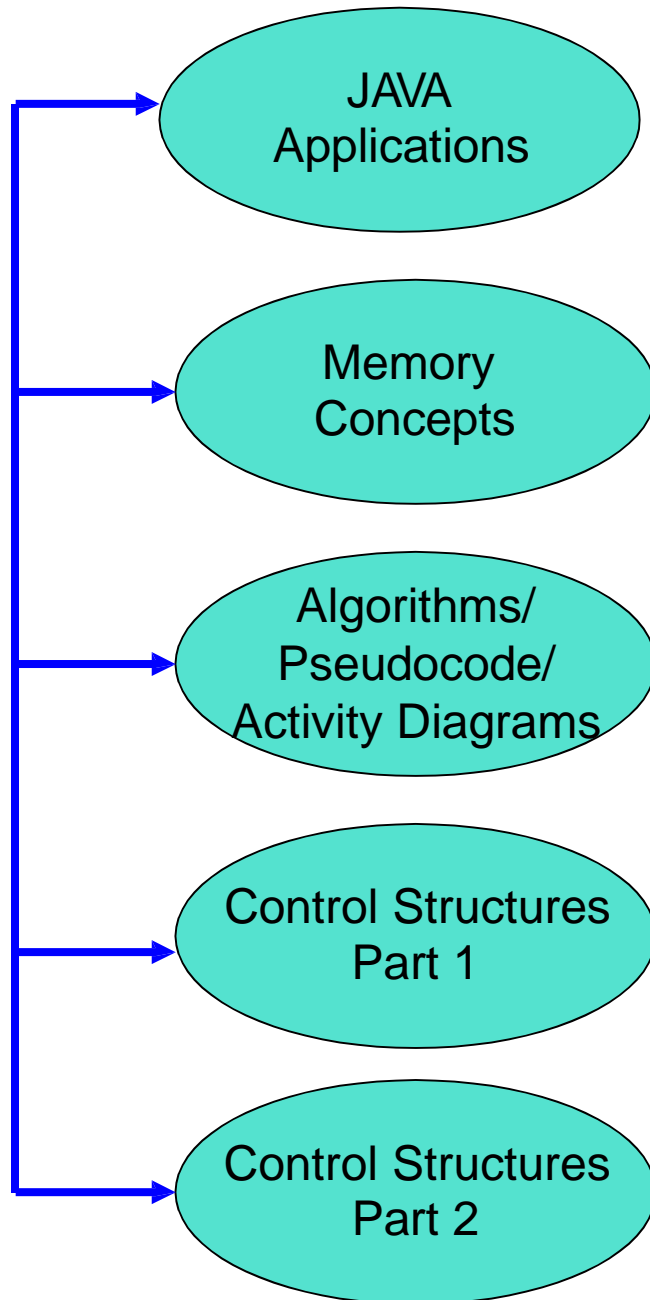 JAVA
Applications
Memory
Concepts
Algorithms/
Pseudocode/
Activity Diagrams
Control Structures
Part 1
Control Structures
Part 2